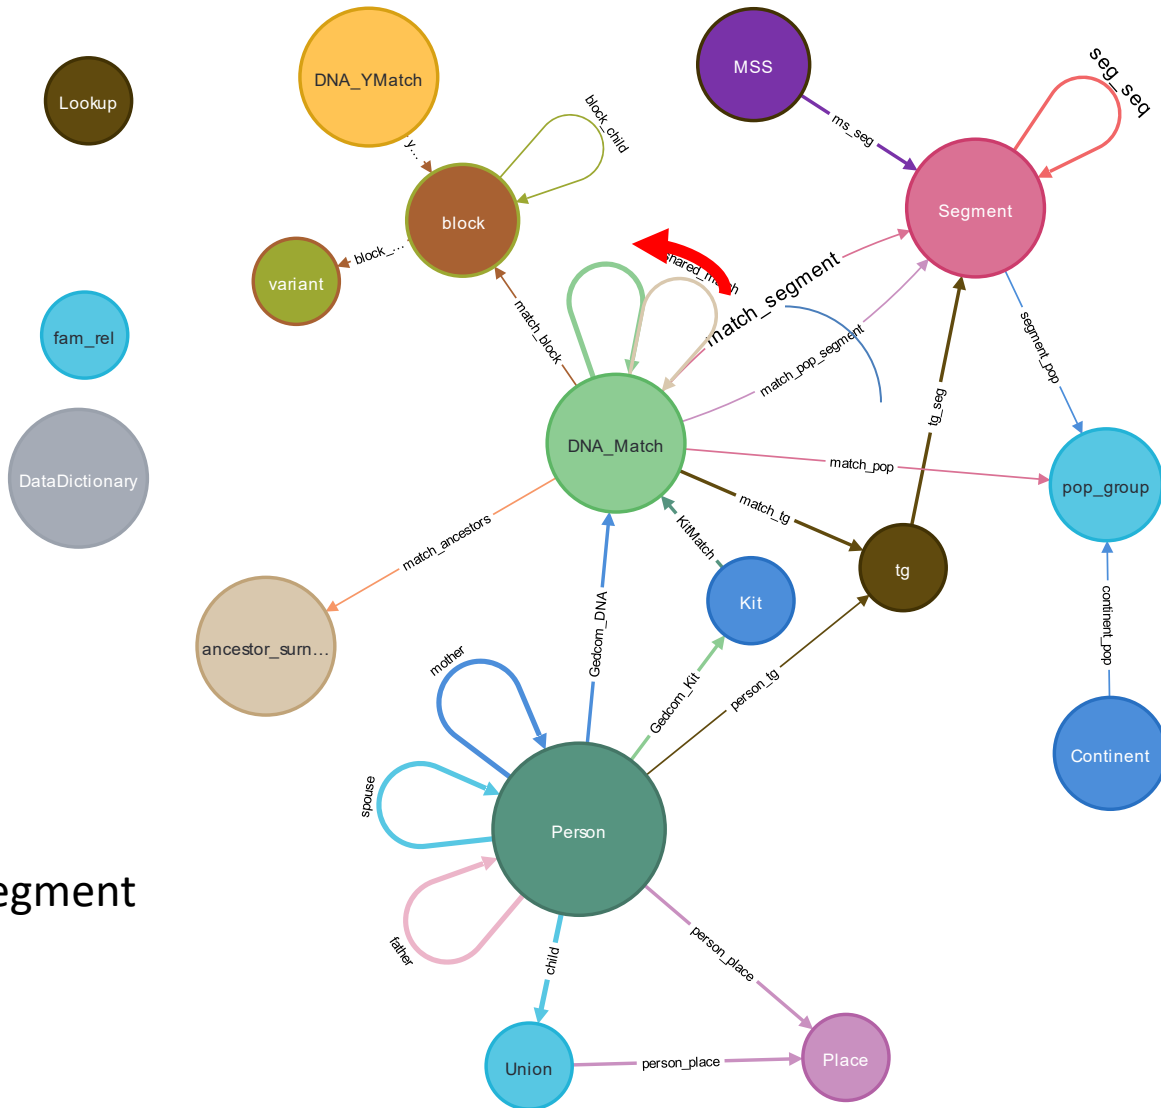 DNA_YMatch
MSS
Lookup
seg_seq
block_child
ms_seg
y...
block
Segment
block_...
variant
match_segment
fam_rel
match_block
match_pop_segment
segment_pop
tg_seg
DNA_Match
DataDictionary
match_pop
pop_group
match_tg
KitMatch
match_ancestors
tg
Kit
Gedcom_DNA
continent_pop
ancestor_surn...
mother
person_tg
Gedcom_Kit
Continent
spouse
Person
egment
father
person_place
child
Union
person_place
Place